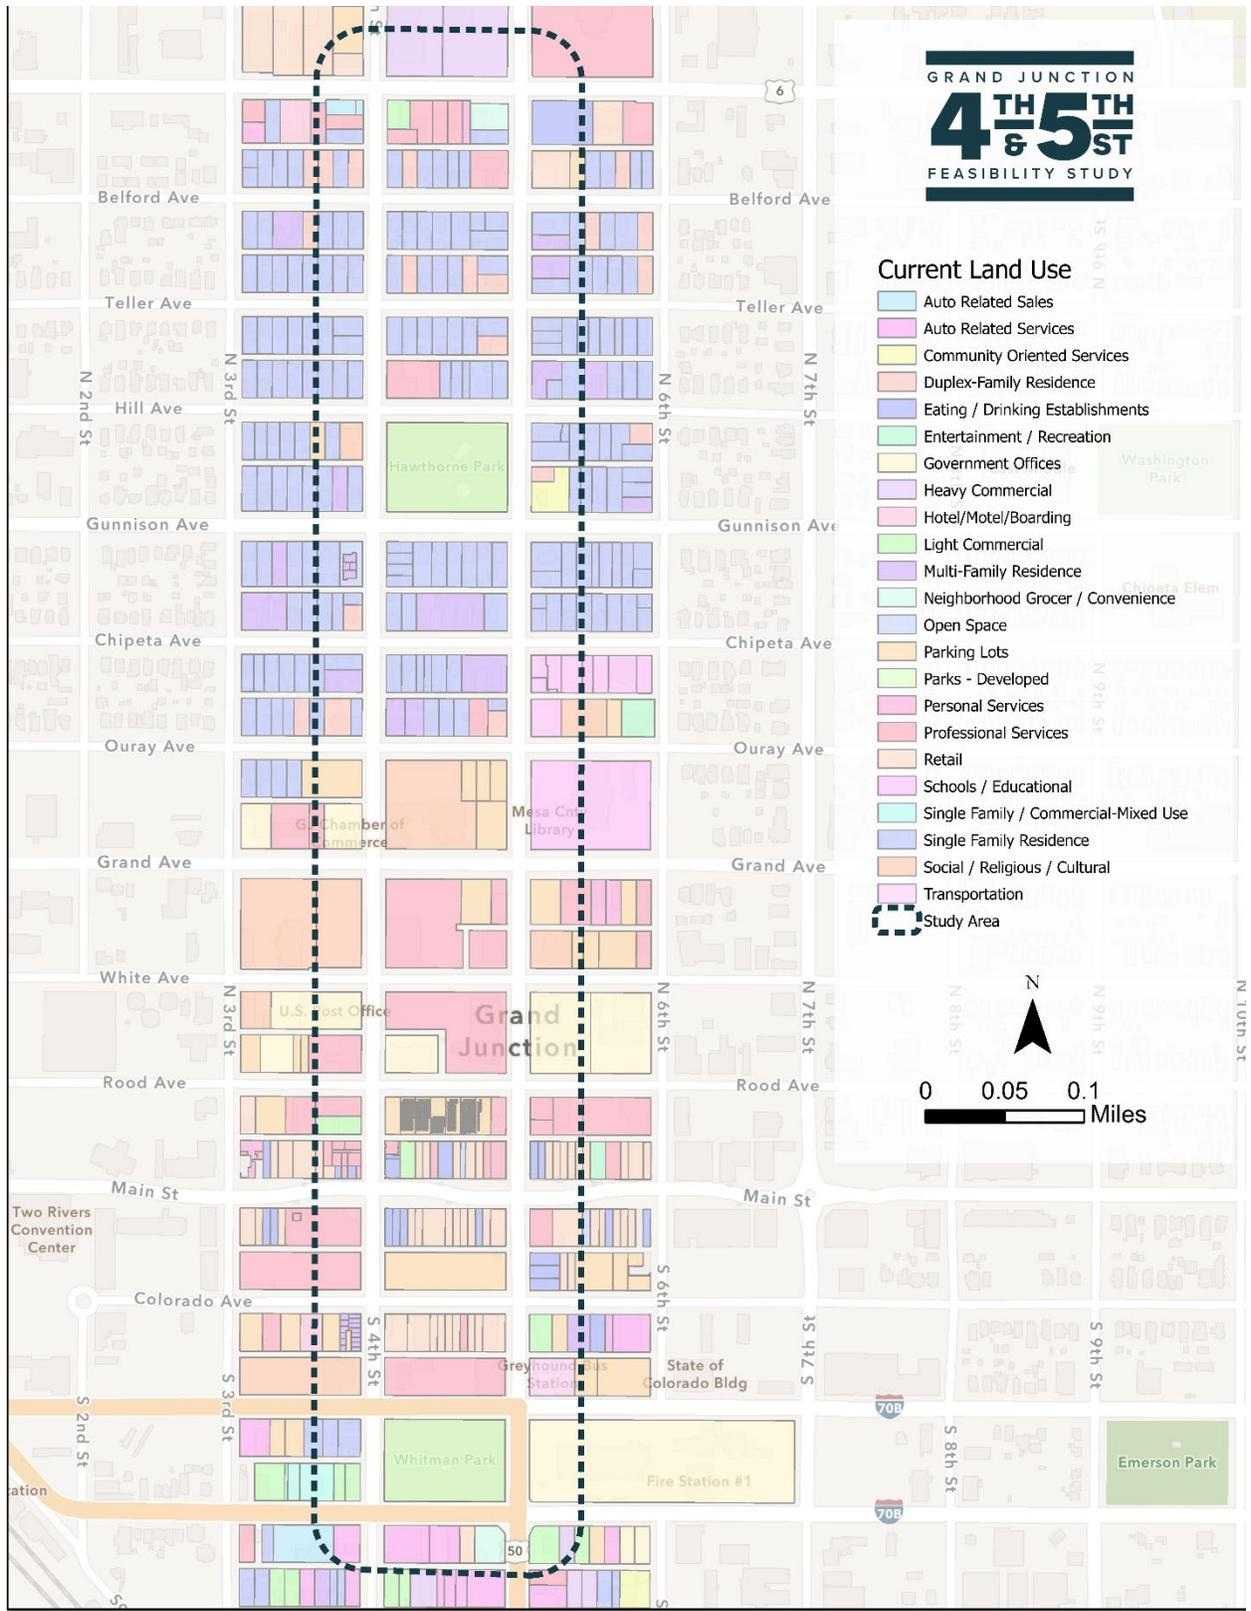 GRAND JUNCTION
4TH & 5TH ST
FEASIBILITY STUDY
6
Belford Ave
Belford Ave
Current Land Use
Auto Related Sales
Auto Related Services
Community Oriented Services
Duplex-Family Residence
Eating / Drinking Establishments
Entertainment / Recreation
Government Offices
Heavy Commercial
Hotel/Motel/Boarding
Light Commercial
Multi-Family Residence
Neighborhood Grocer / Convenience
Open Space
Parking Lots
Parks - Developed
Personal Services
Professional Services
Retail
Schools / Educational
Single Family / Commercial-Mixed Use
Single Family Residence
Social / Religious / Cultural
Transportation
Study Area
N
0 0.05 0.1
Miles
Teller Ave
Teller Ave
N 2nd St
N 3rd St
N 6th St
N 7th St
N 9th St
Hill Ave
Hawthorne Park
Washington
Park
Gunnison Ave
Gunnison Ave
Chipeta Elem
Chipeta Ave
Chipeta Ave
N 9th St
Ouray Ave
Ouray Ave
GJ Chamber of
Commerce
Mesa Cnty
Library
Grand Ave
Grand Ave
White Ave
N 3rd St
U.S. Post Office
Grand
Junction
N 6th St
N 7th St
N 8th St
N 9th St
N 10th St
Rood Ave
Rood Ave
Main St
Main St
Two Rivers
Convention
Center
Colorado Ave
S 4th St
S 6th St
S 7th St
S 9th St
Greyhound Bus
Station
State of
Colorado Bldg
S 2nd St
S 3rd St
70B
Whitman Park
Fire Station #1
S 8th St
Emerson Park
ation
70B
50